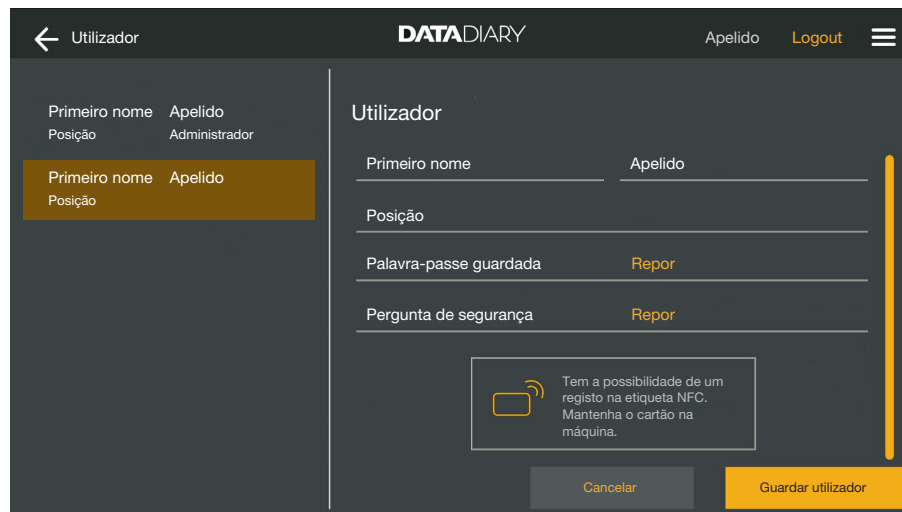 Utilizador
DATADIARY
Apelido
Logout
Primeiro nome Apelido
Posição Administrador
Primeiro nome Apelido
Posição
Utilizador
Primeiro nome
Apelido
Posição
Palavra-passe guardada Repor
Pergunta de segurança Repor
Tem a possibilidade de um
registo na etiqueta NFC.
Mantenha o cartão na
máquina.
Cancelar
Guardar utilizador